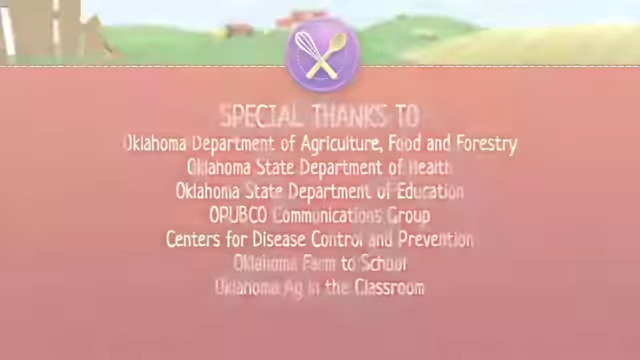 SPECIAL THANKS TO
Oklahoma Department of Agriculture, Food and Forestry
Oklahoma State Department of Health
Oklahoma State Department of Education
OPUBCO Communications Group
Centers for Disease Control and Prevention
Oklahoma Farm to School
Oklahoma Ag in the Classroom